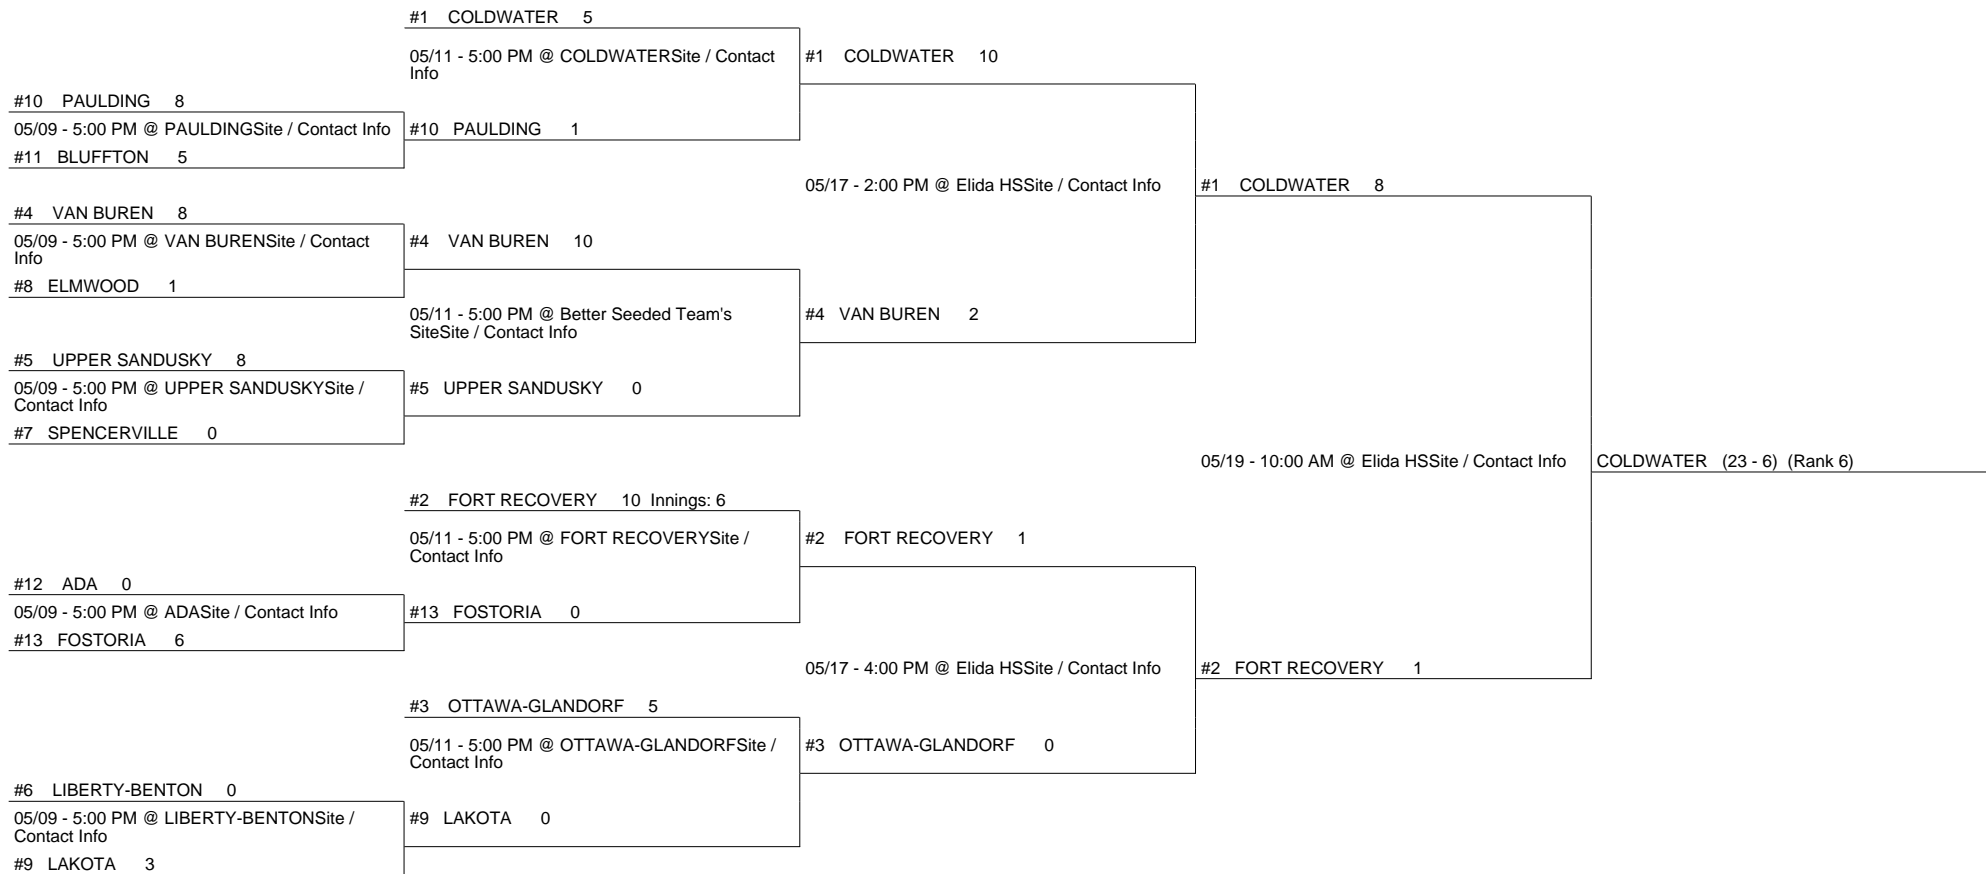 #1 COLDWATER 5
05/11 - 5:00 PM @ COLDWATERSite / Contact
Info
#1 COLDWATER 10
#10 PAULDING 8
05/09 - 5:00 PM @ PAULDINGSite / Contact Info
#10 PAULDING 1
#11 BLUFFTON 5
05/17 - 2:00 PM @ Elida HSSite / Contact Info
#1 COLDWATER 8
#4 VAN BUREN 8
05/09 - 5:00 PM @ VAN BURENSite / Contact
Info
#4 VAN BUREN 10
#8 ELMWOOD 1
05/11 - 5:00 PM @ Better Seeded Team's
SiteSite / Contact Info
#4 VAN BUREN 2
#5 UPPER SANDUSKY 8
05/09 - 5:00 PM @ UPPER SANDUSKYSite /
Contact Info
#5 UPPER SANDUSKY 0
#7 SPENCERVILLE 0
05/19 - 10:00 AM @ Elida HSSite / Contact Info
COLDWATER (23 - 6) (Rank 6)
#2 FORT RECOVERY 10 Innings: 6
05/11 - 5:00 PM @ FORT RECOVERYSite /
Contact Info
#2 FORT RECOVERY 1
#12 ADA 0
05/09 - 5:00 PM @ ADASite / Contact Info
#13 FOSTORIA 0
#13 FOSTORIA 6
05/17 - 4:00 PM @ Elida HSSite / Contact Info
#2 FORT RECOVERY 1
#3 OTTAWA-GLANDORF 5
05/11 - 5:00 PM @ OTTAWA-GLANDORFSite /
Contact Info
#3 OTTAWA-GLANDORF 0
#6 LIBERTY-BENTON 0
05/09 - 5:00 PM @ LIBERTY-BENTONSite /
Contact Info
#9 LAKOTA 0
#9 LAKOTA 3